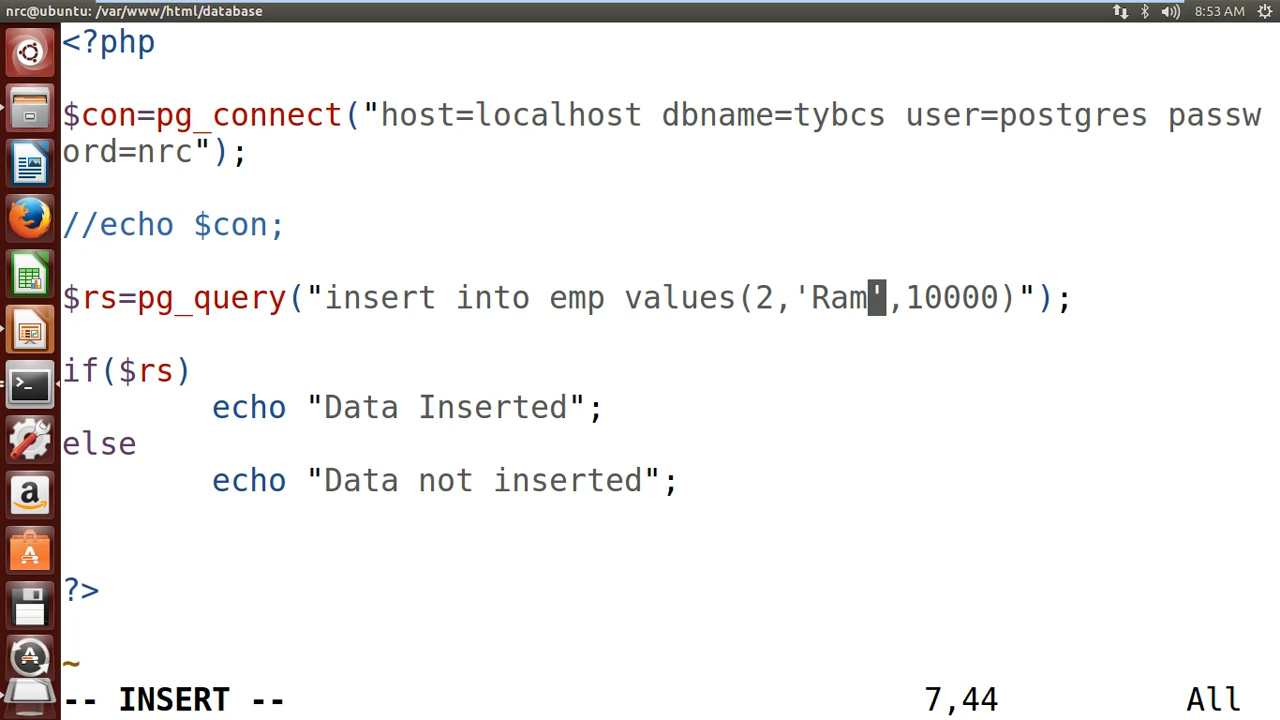 nrc@ubuntu: /var/www/html/database 8:53 AM
<?php
$con=pg_connect("host=localhost dbname=tybcs user=postgres passw
ord=nrc");
//echo $con;
$rs=pg_query("insert into emp values(2,'Ram',10000)");
if($rs)
echo "Data Inserted";
else
echo "Data not inserted";
?>
~
-- INSERT -- 7,44 All